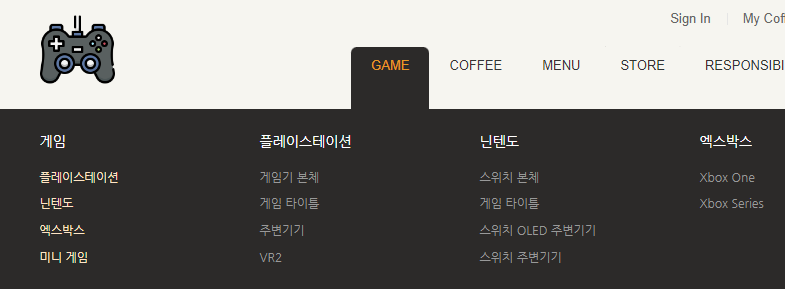 Sign In
My Cof
GAME
COFFEE
MENU
STORE
RESPONSIBI
게임
플레이스테이션
닌텐도
엑스박스
미니 게임
플레이스테이션
게임기 본체
게임 타이틀
주변기기
VR2
닌텐도
스위치 본체
게임 타이틀
스위치 OLED 주변기기
스위치 주변기기
엑스박스
Xbox One
Xbox Series